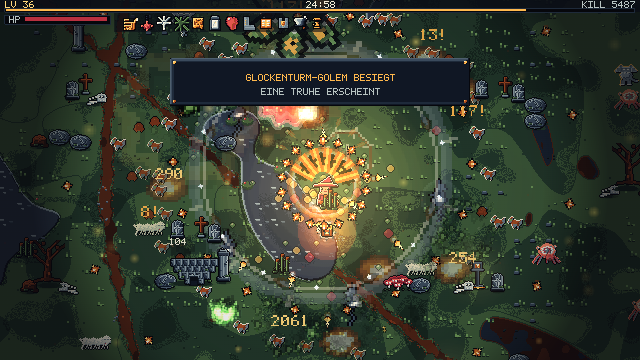 LV 36
24:58
KILL 5487
HP
131
GLOCKENTURM-GOLEM BESIEGT
EINE TRUHE ERSCHEINT
290
81
104
254
2061